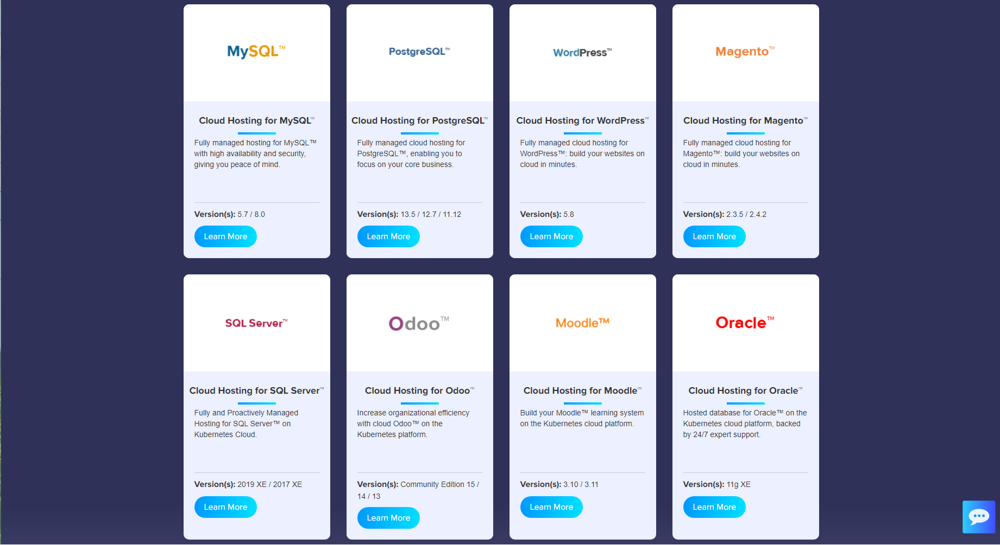 MySQL™
PostgreSQL™
WordPress™
Magento™
Cloud Hosting for MySQL™
Fully managed hosting for MySQL™
with high availability and security,
giving you peace of mind.
Version(s): 5.7 / 8.0
Learn More
Cloud Hosting for PostgreSQL™
Fully managed cloud hosting for
PostgreSQL™, enabling you to
focus on your core business.
Version(s): 13.5 / 12.7 / 11.12
Learn More
Cloud Hosting for WordPress™
Fully managed cloud hosting for
WordPress™: build your websites on
cloud in minutes.
Version(s): 5.8
Learn More
Cloud Hosting for Magento™
Fully managed cloud hosting for
Magento™: build your websites on
cloud in minutes.
Version(s): 2.3.5 / 2.4.2
Learn More
SQL Server™
Odoo™
Moodle™
Oracle™
Cloud Hosting for SQL Server™
Fully and Proactively Managed
Hosting for SQL Server™ on
Kubernetes Cloud.
Version(s): 2019 XE / 2017 XE
Learn More
Cloud Hosting for Odoo™
Increase organizational efficiency
with cloud Odoo™ on the
Kubernetes platform.
Version(s): Community Edition 15 /
14 / 13
Learn More
Cloud Hosting for Moodle™
Build your Moodle™ learning system
on the Kubernetes cloud platform.
Version(s): 3.10 / 3.11
Learn More
Cloud Hosting for Oracle™
Hosted database for Oracle™ on the
Kubernetes cloud platform, backed
by 24/7 expert support.
Version(s): 11g XE
Learn More